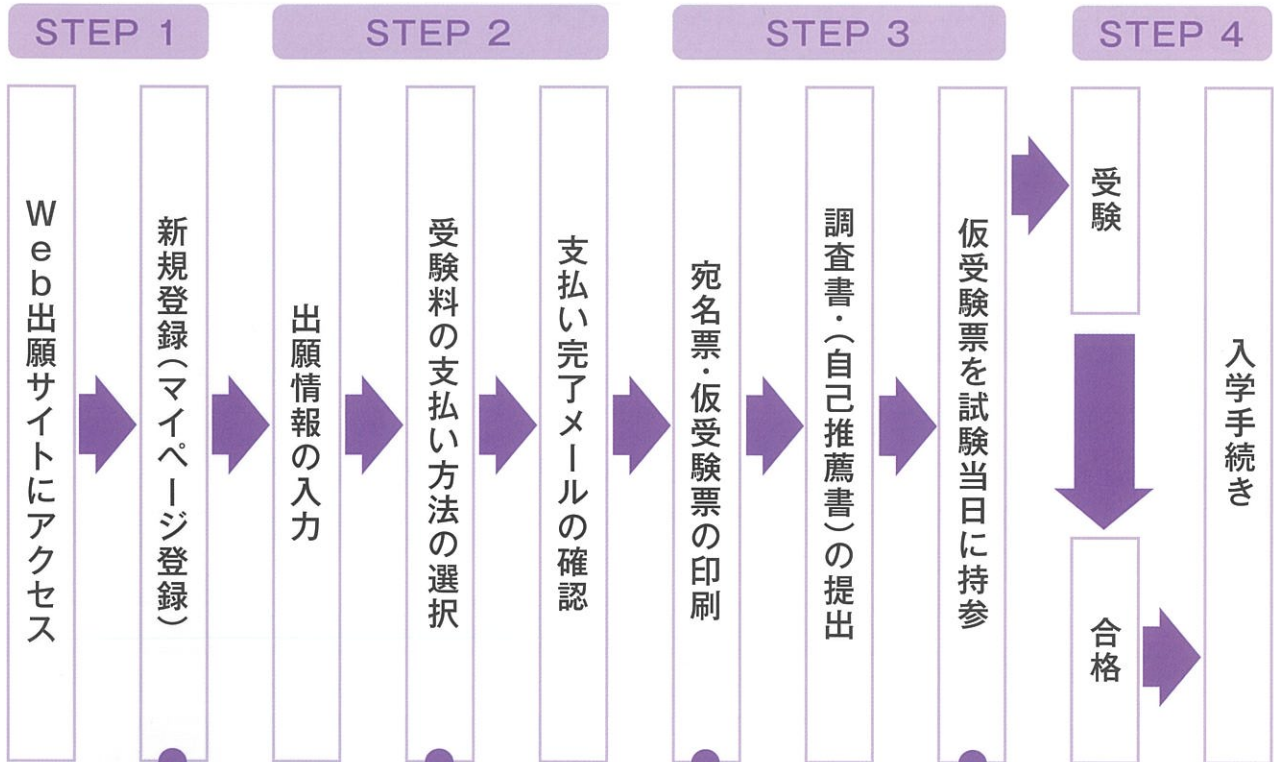 STEP 1
STEP 2
STEP 3
STEP 4
Web出願サイトにアクセス
新規登録(マイページ登録)
出願情報の入力
受験料の支払い方法の選択
支払い完了メールの確認
宛名票・仮受験票の印刷
調査書・(自己推薦書)の提出
仮受験票を試験当日に持参
受験
合格
入学手続き